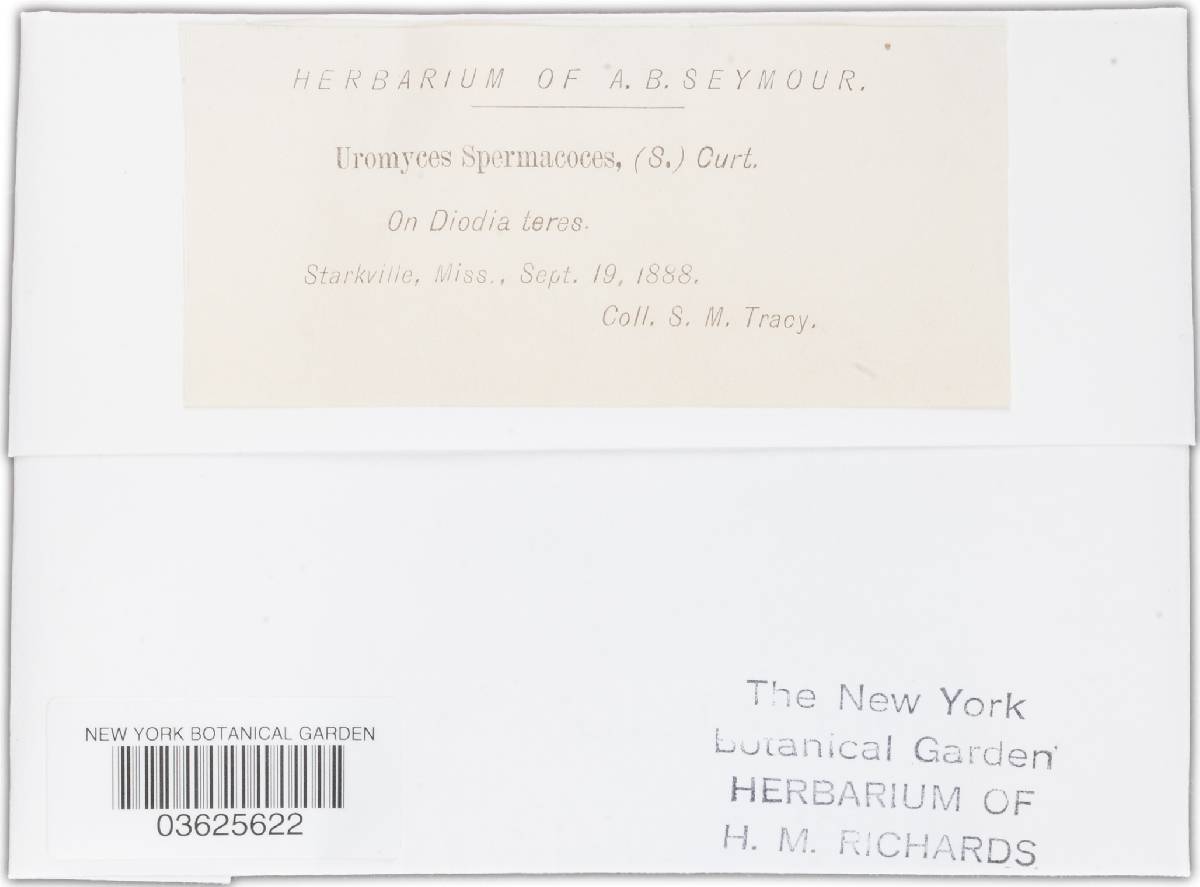 HERBARIUM OF A. B. SEYMOUR.
Uromyces Spermacoces, (S.) Curt.
On Diodia teres.
Starkville, Miss., Sept. 19, 1888.
Coll. S. M. Tracy.
NEW YORK BOTANICAL GARDEN
03625622
The New York
Botanical Garden
HERBARIUM OF
H. M. RICHARDS